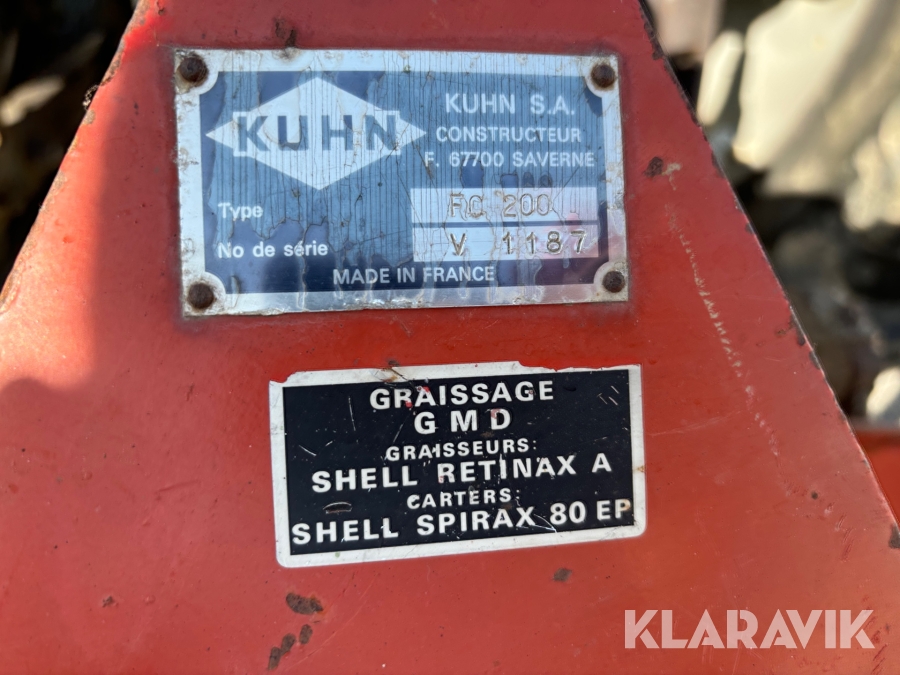 KUHN
KUHN S.A.
CONSTRUCTEUR
F. 67700 SAVERNE
Type FC 200
No de série V 1187
MADE IN FRANCE
GRAISSAGE
G M D
GRAISSEURS:
SHELL RETINAX A
CARTERS:
SHELL SPIRAX 80 EP
KLARAVIK